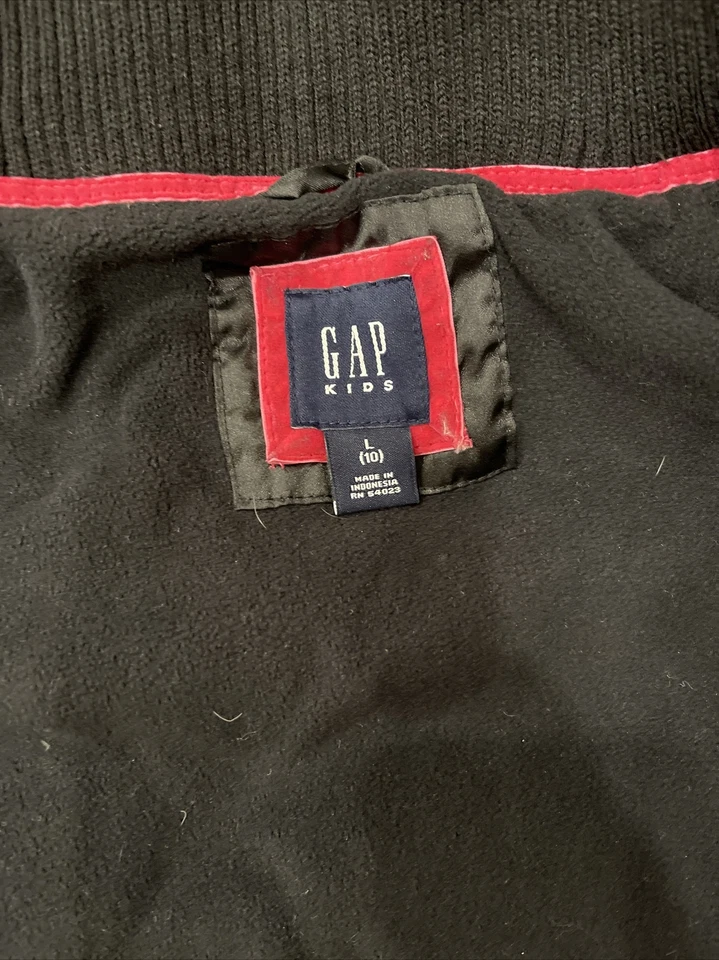 GAP
KIDS
L
(10)
MADE IN
INDONESIA
RN 54023